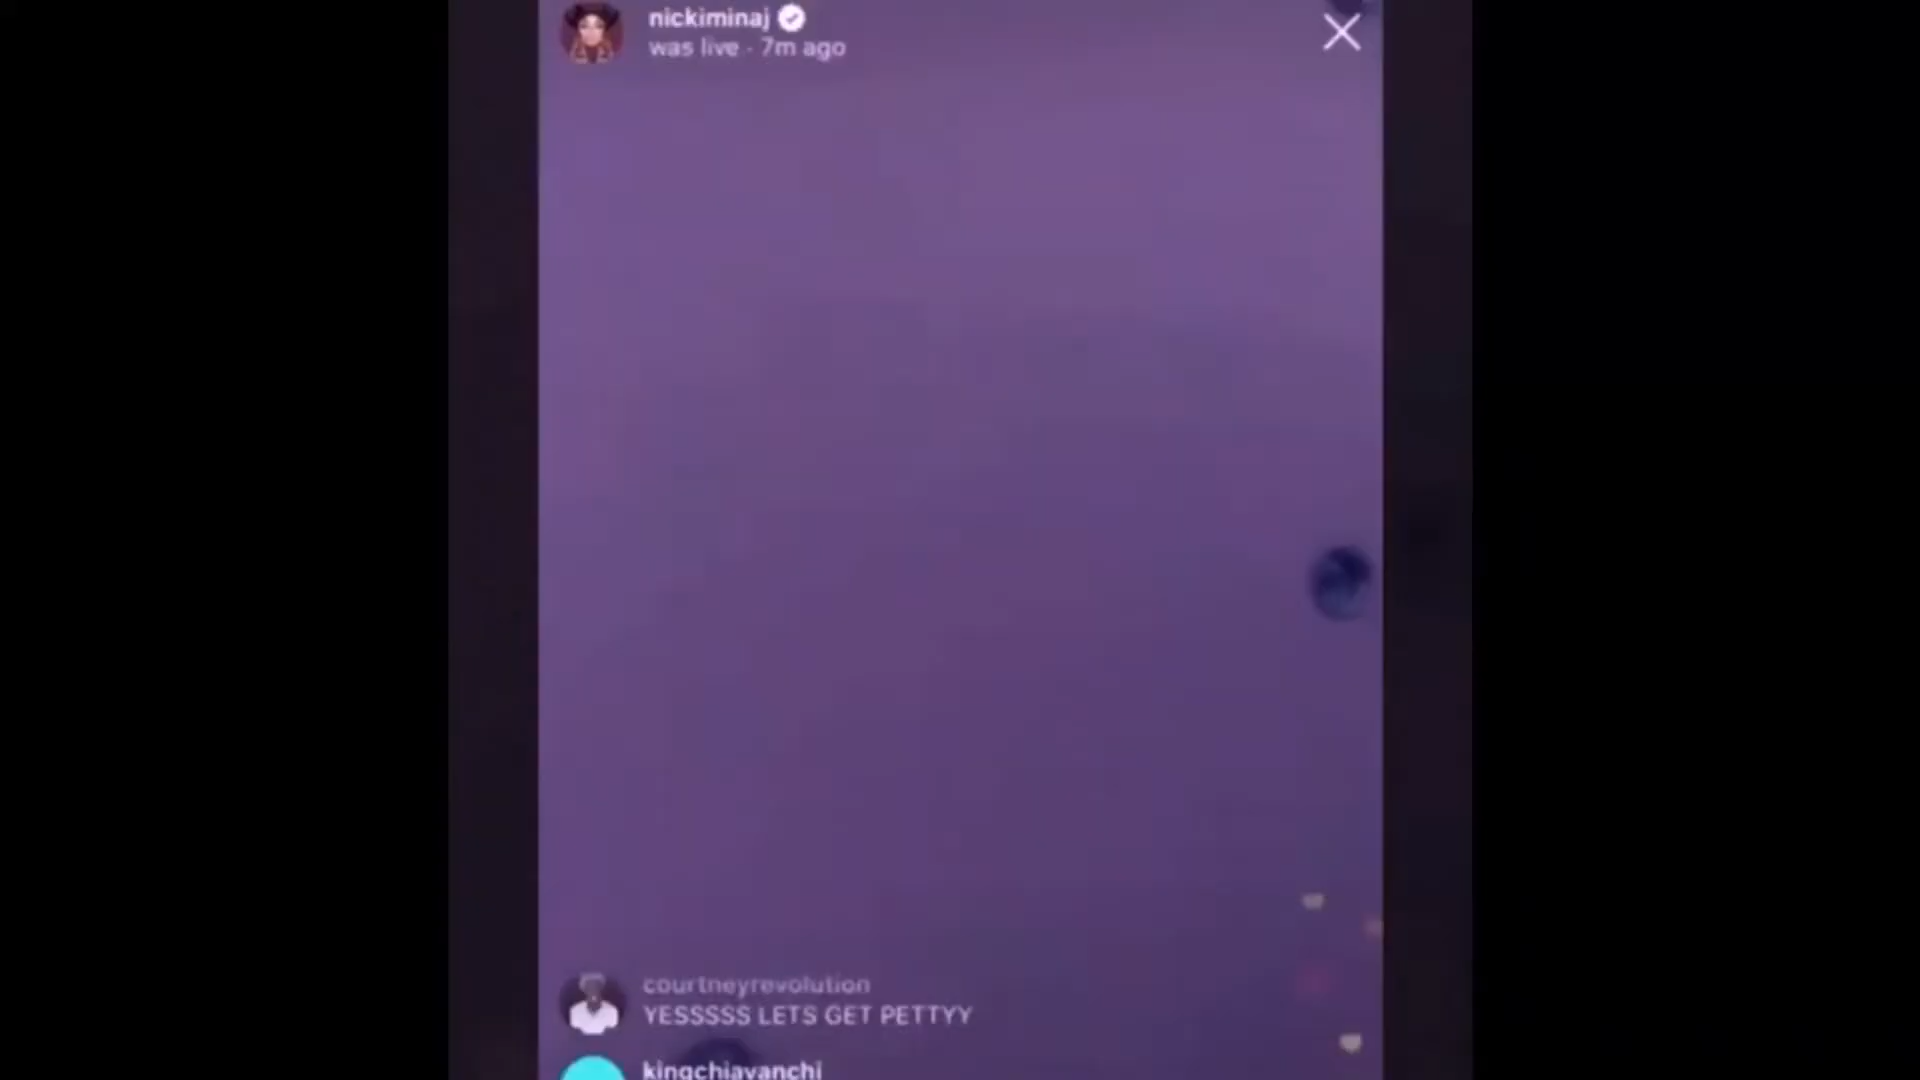 nickiminaj
was live · 7m ago
courtneyrevolution
YESSSSS LETS GET PETTYY
kingchiavanchi